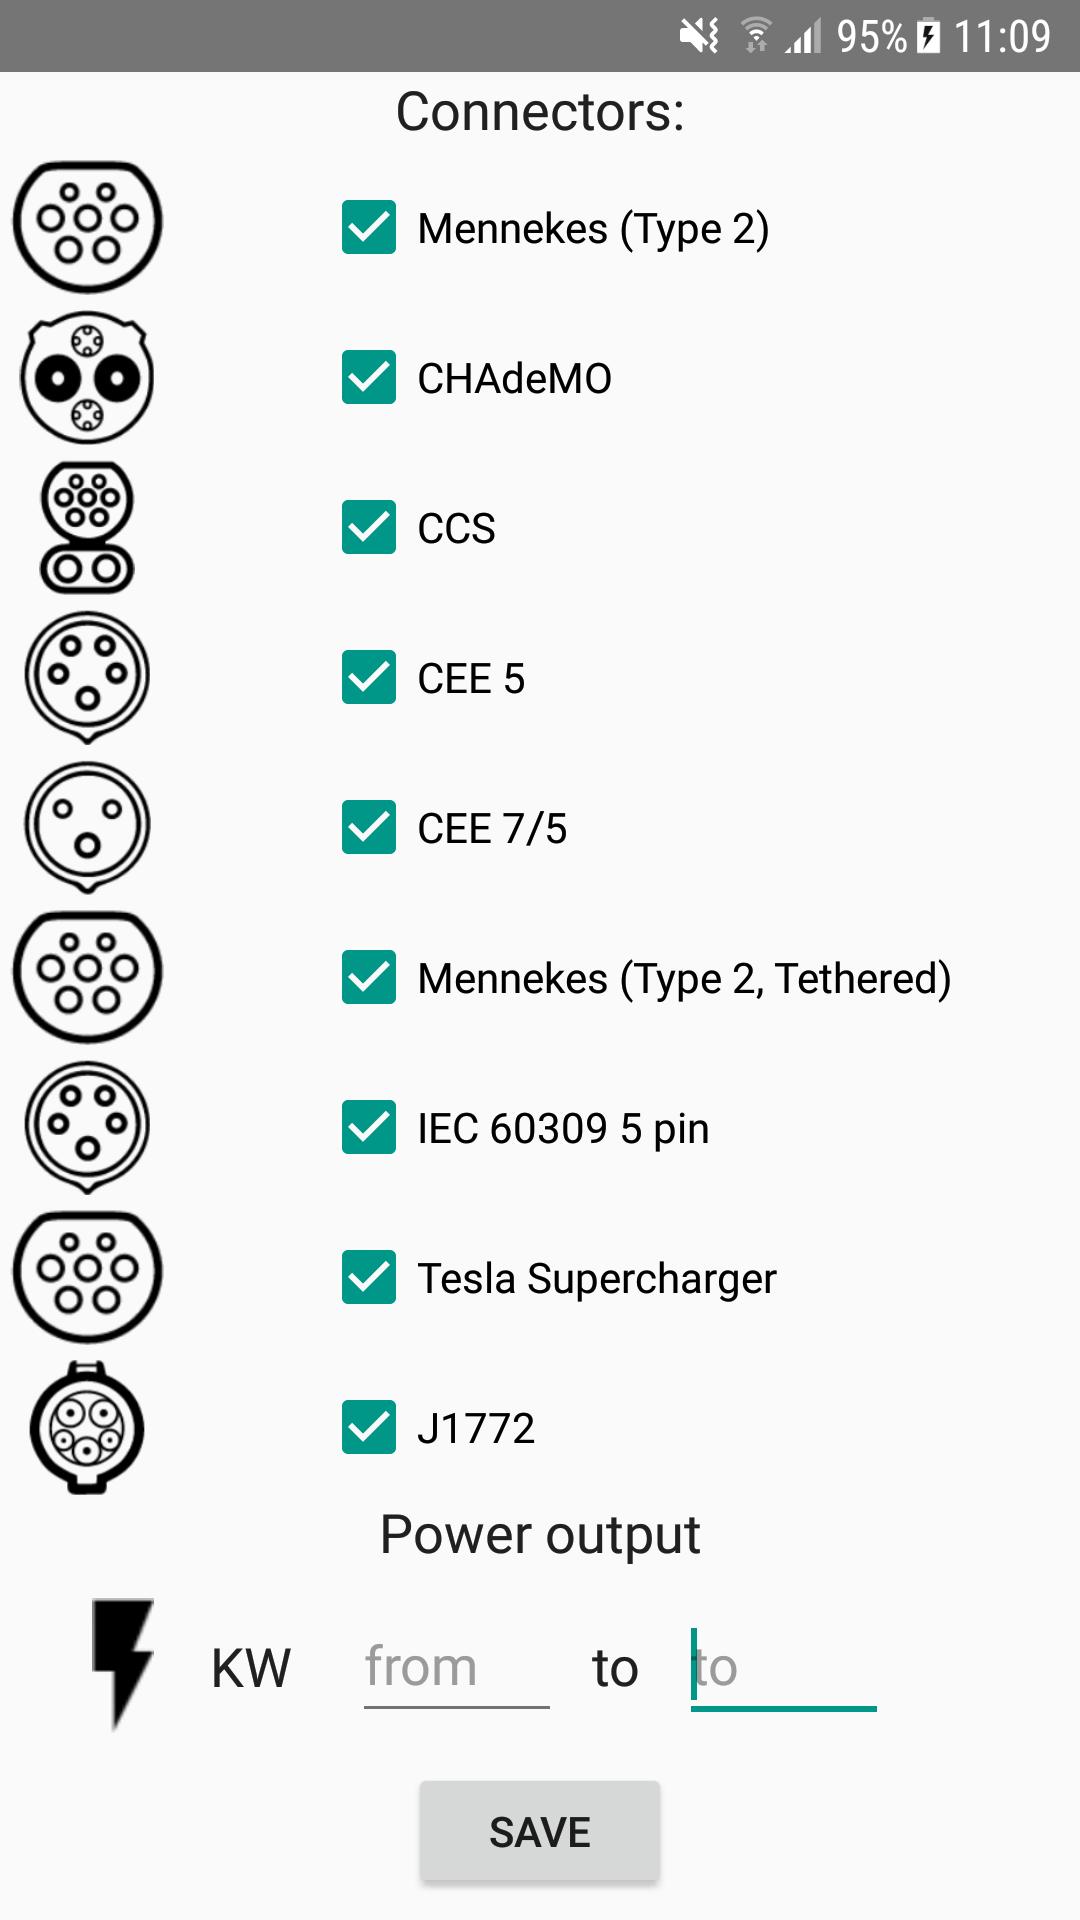 95% 11:09
Connectors:
Mennekes (Type 2)
CHAdeMO
CCS
CEE 5
CEE 7/5
Mennekes (Type 2, Tethered)
IEC 60309 5 pin
Tesla Supercharger
J1772
Power output
KW from to to
SAVE